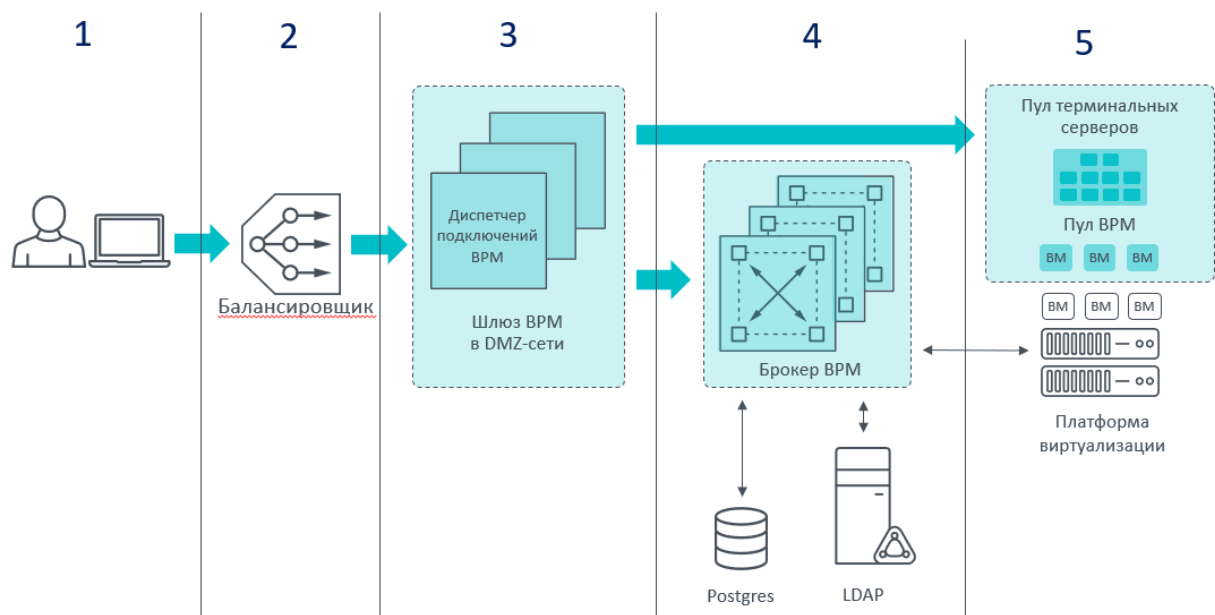 1
2
3
4
5
Балансировщик
Диспетчер
подключений
ВРМ
Шлюз ВРМ
в DMZ-сети
Брокер ВРМ
Postgres
LDAP
Пул терминальных
серверов
Пул ВРМ
ВМ ВМ ВМ
ВМ ВМ ВМ
Платформа
виртуализации